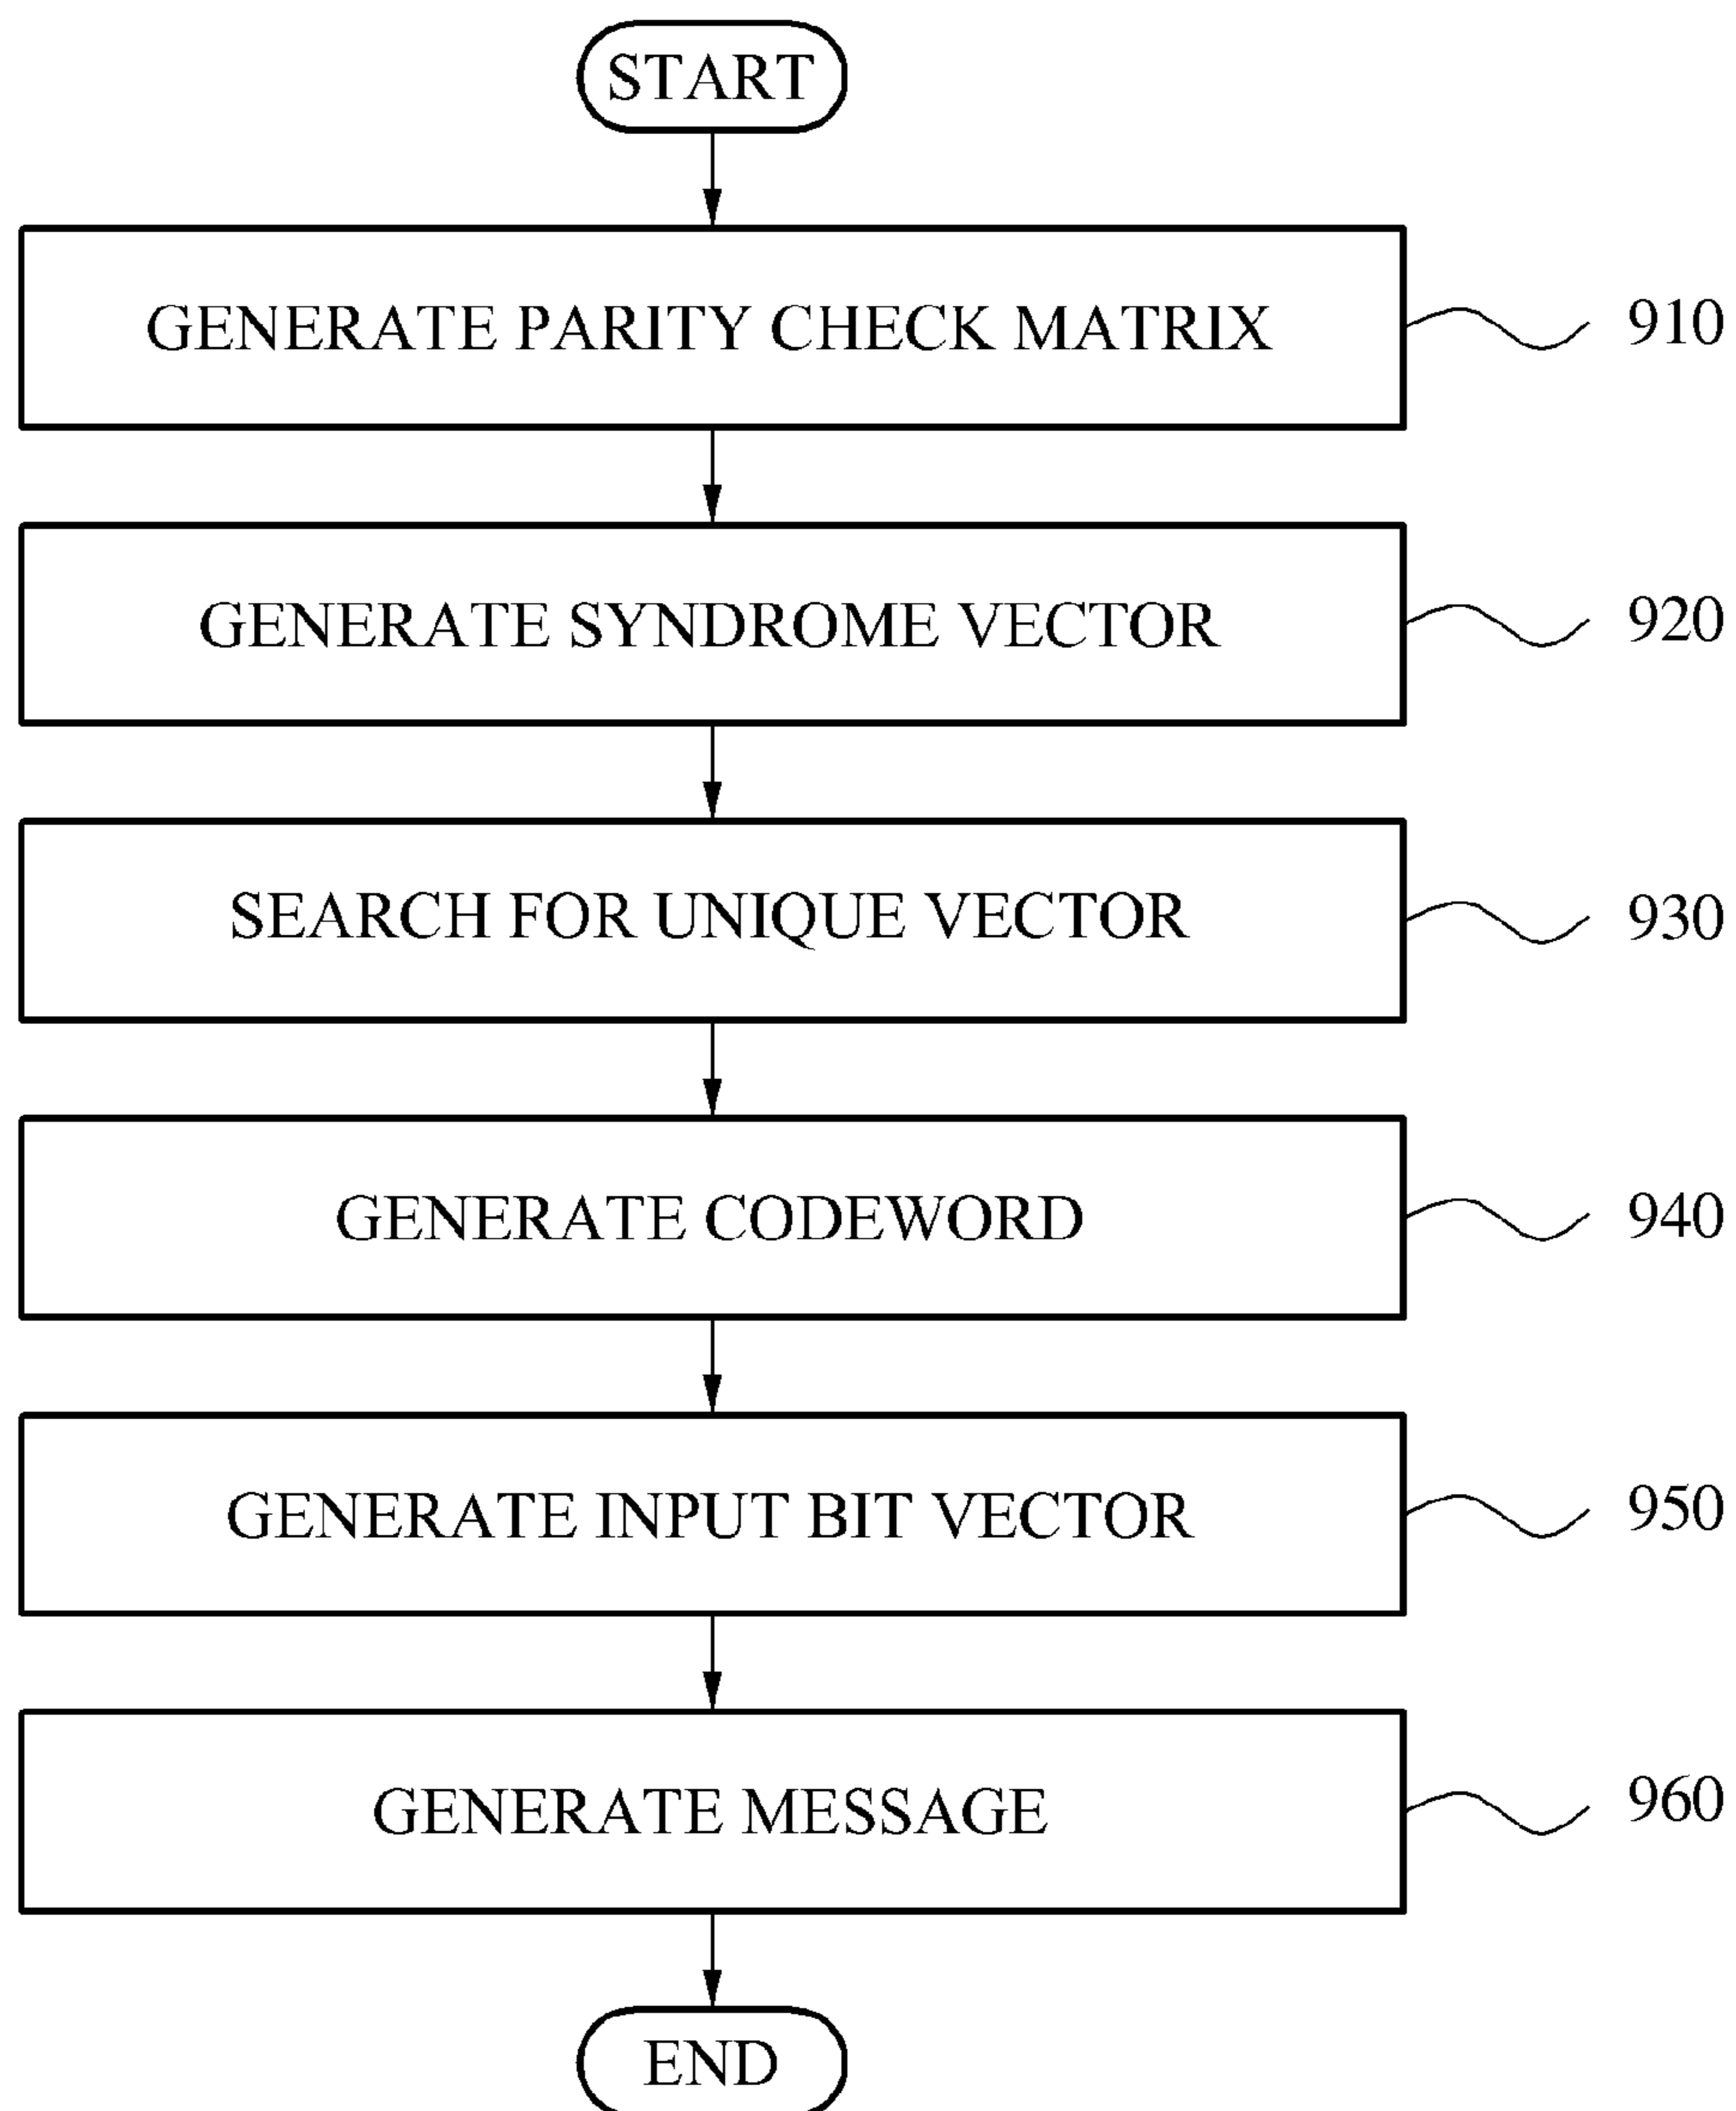 START
GENERATE PARITY CHECK MATRIX
910
GENERATE SYNDROME VECTOR
920
SEARCH FOR UNIQUE VECTOR
930
GENERATE CODEWORD
940
GENERATE INPUT BIT VECTOR
950
GENERATE MESSAGE
960
END